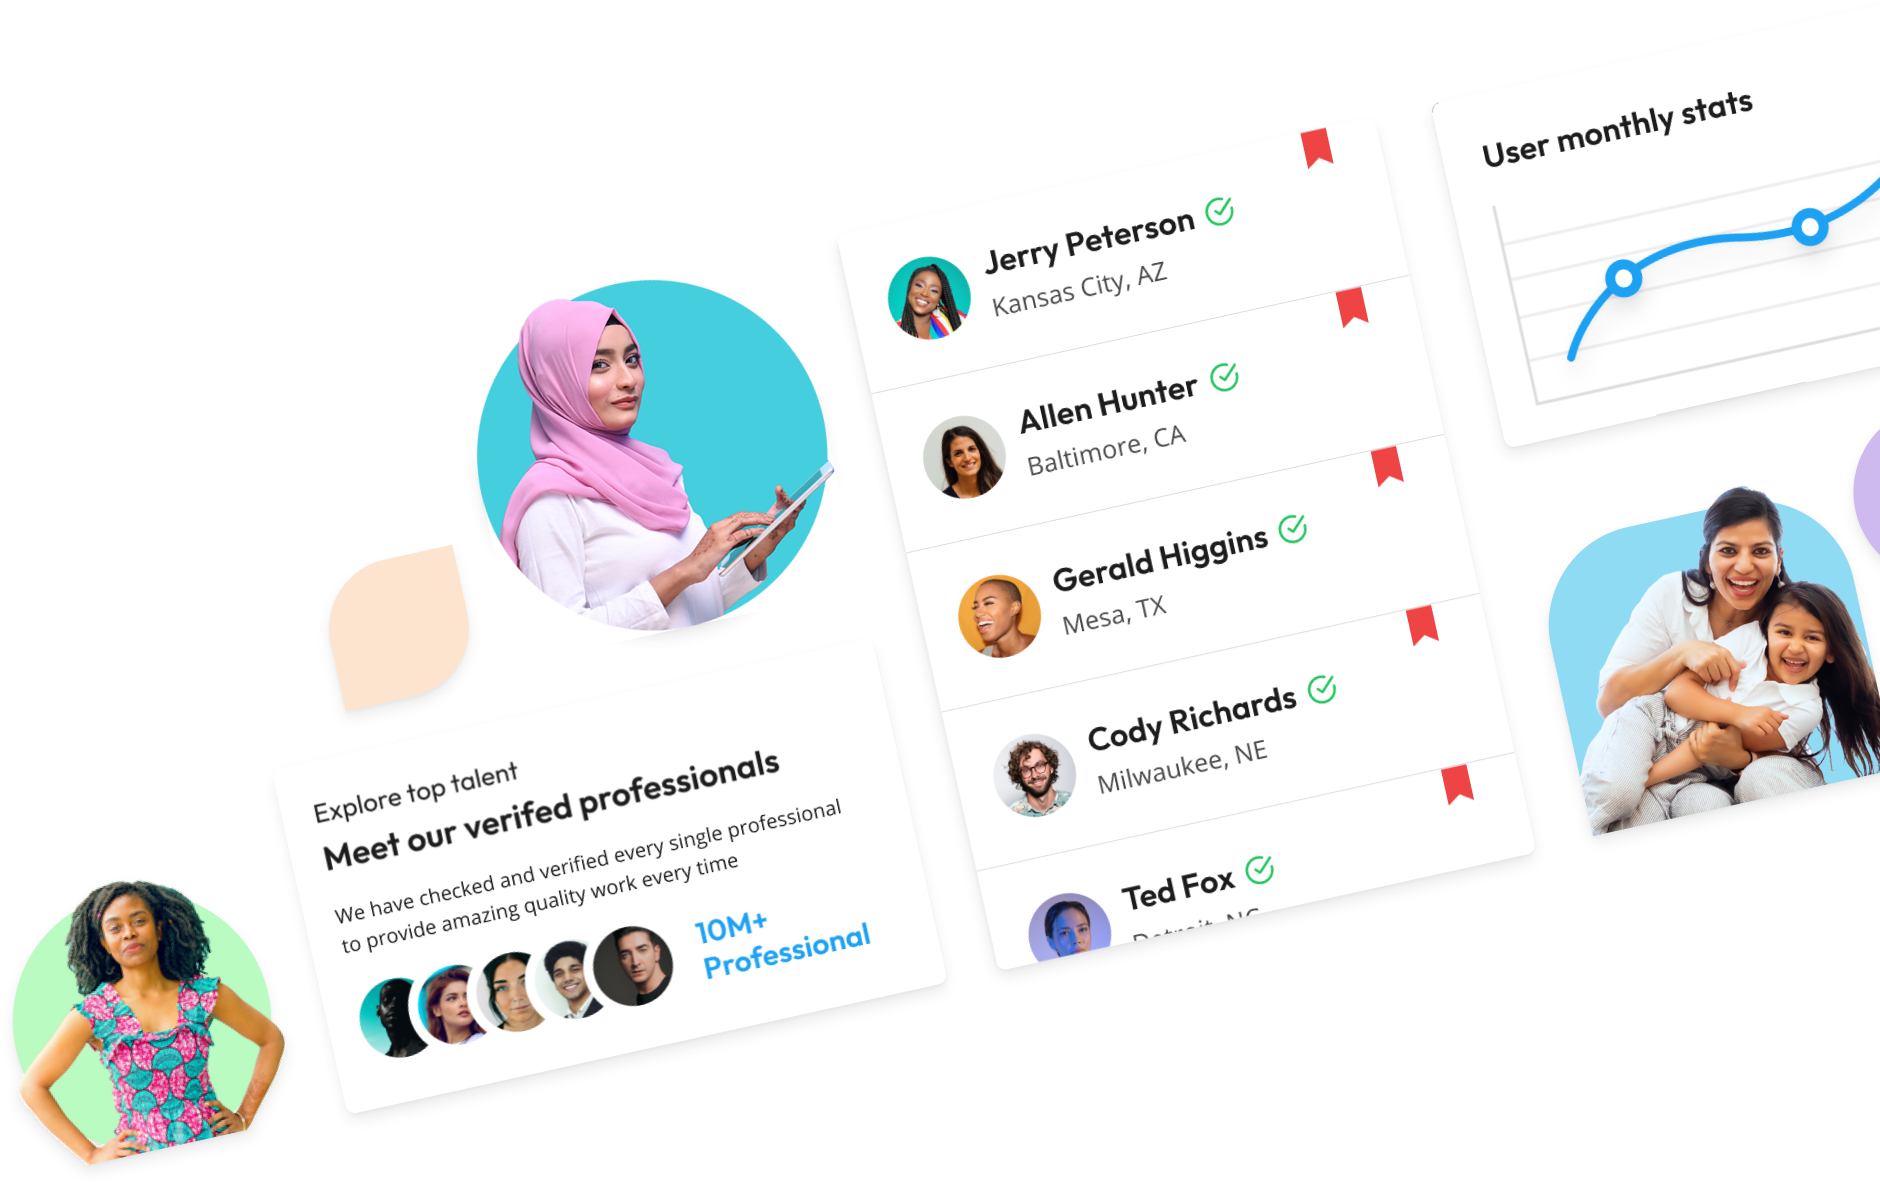 User monthly stats
Jerry Peterson
Kansas City, AZ
Allen Hunter
Baltimore, CA
Gerald Higgins
Mesa, TX
Cody Richards
Milwaukee, NE
Ted Fox
Detroit, NC
Explore top talent
Meet our verifed professionals
We have checked and verified every single professional
to provide amazing quality work every time
10M+
Professional